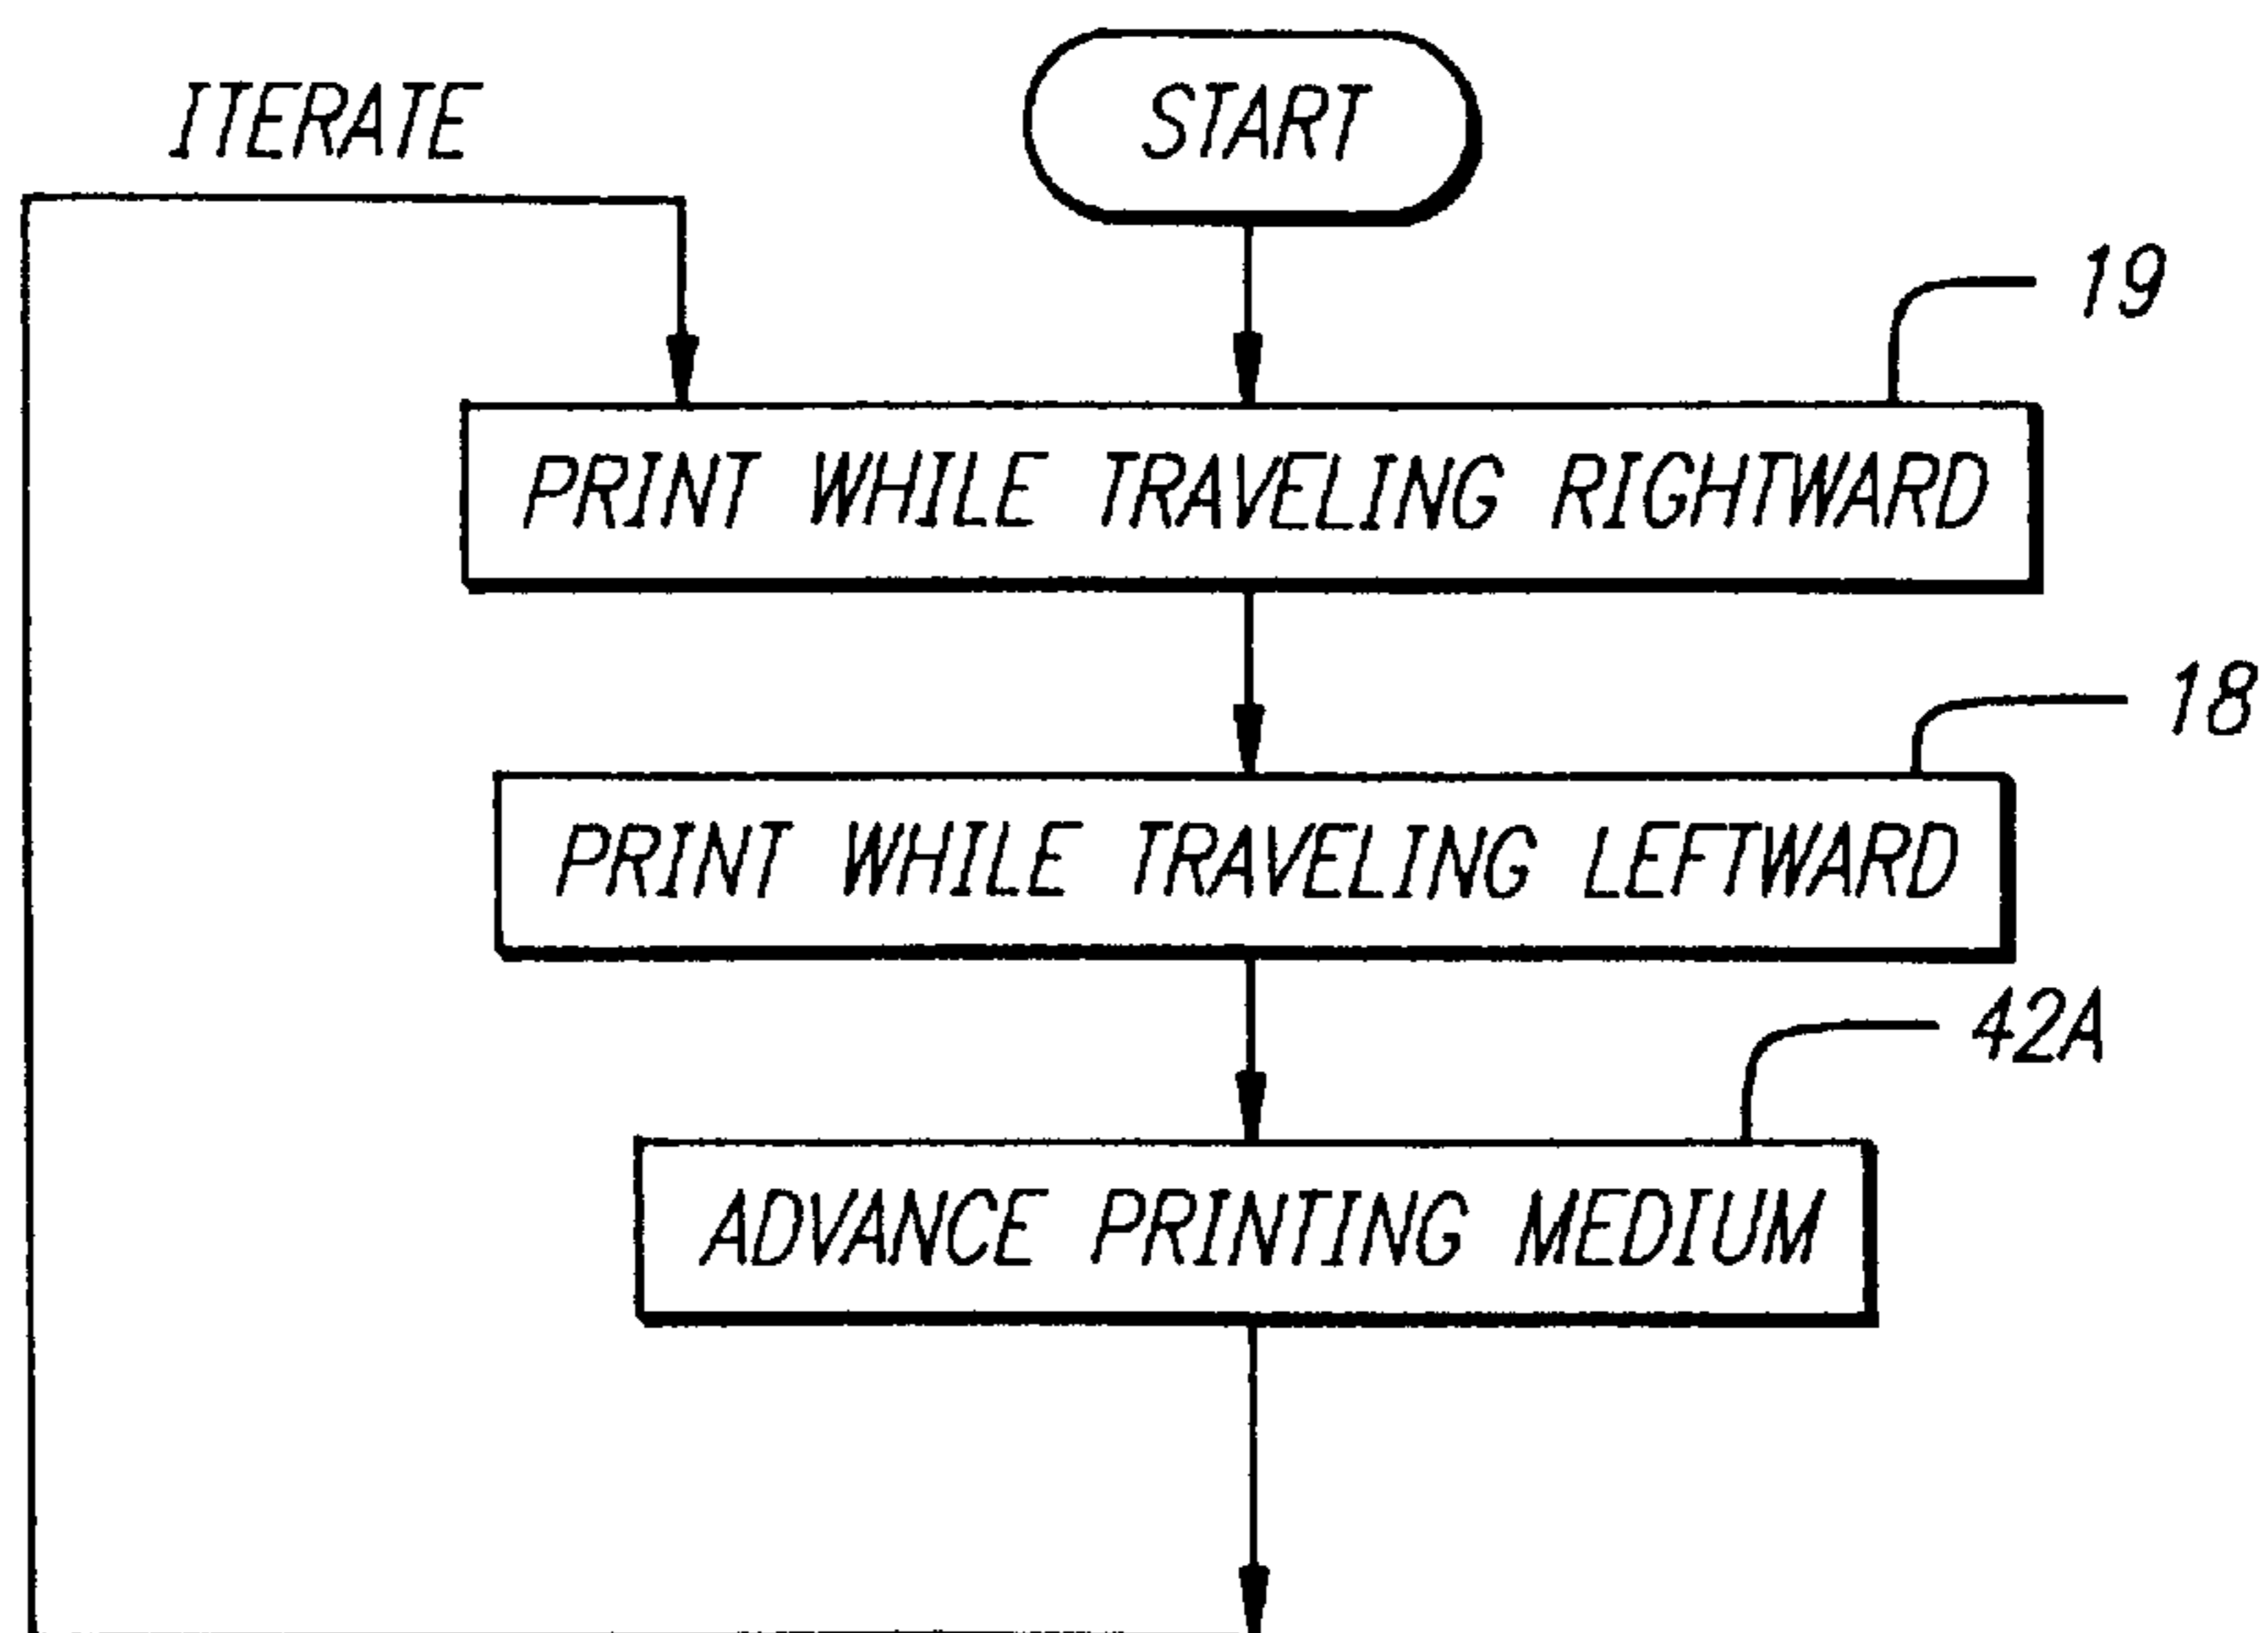 ITERATE
START
19
PRINT WHILE TRAVELING RIGHTWARD
18
PRINT WHILE TRAVELING LEFTWARD
42A
ADVANCE PRINTING MEDIUM